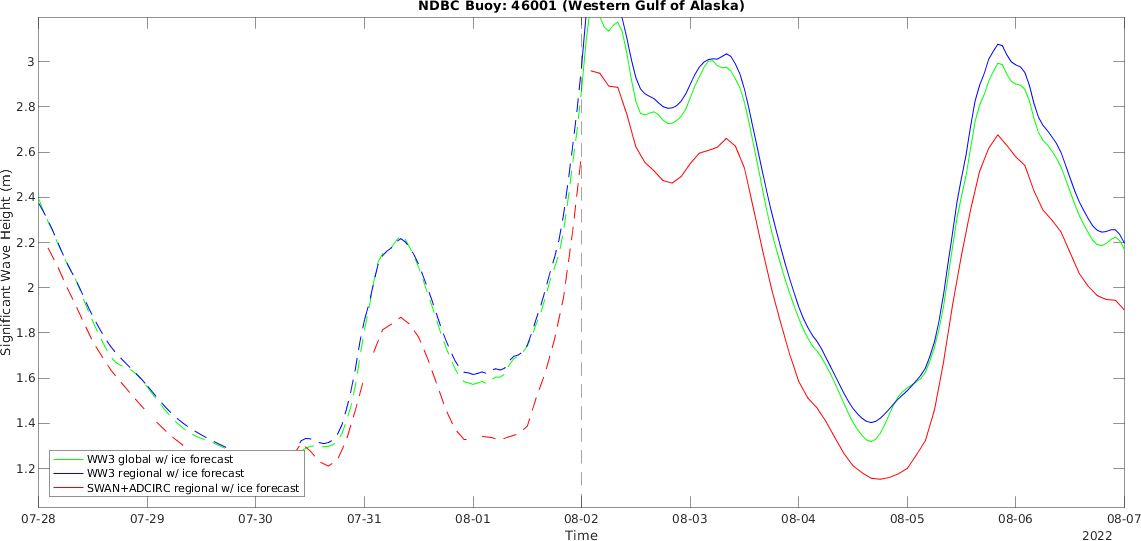 NDBC Buoy: 46001 (Western Gulf of Alaska)
3
2.8
2.6
2.4
2.2
2
1.8
1.6
1.4
1.2
Significant Wave Height (m)
WW3 global w/ ice forecast
WW3 regional w/ ice forecast
SWAN+ADCIRC regional w/ ice forecast
07-28 07-29 07-30 07-31 08-01 08-02 08-03 08-04 08-05 08-06 08-07
Time
2022